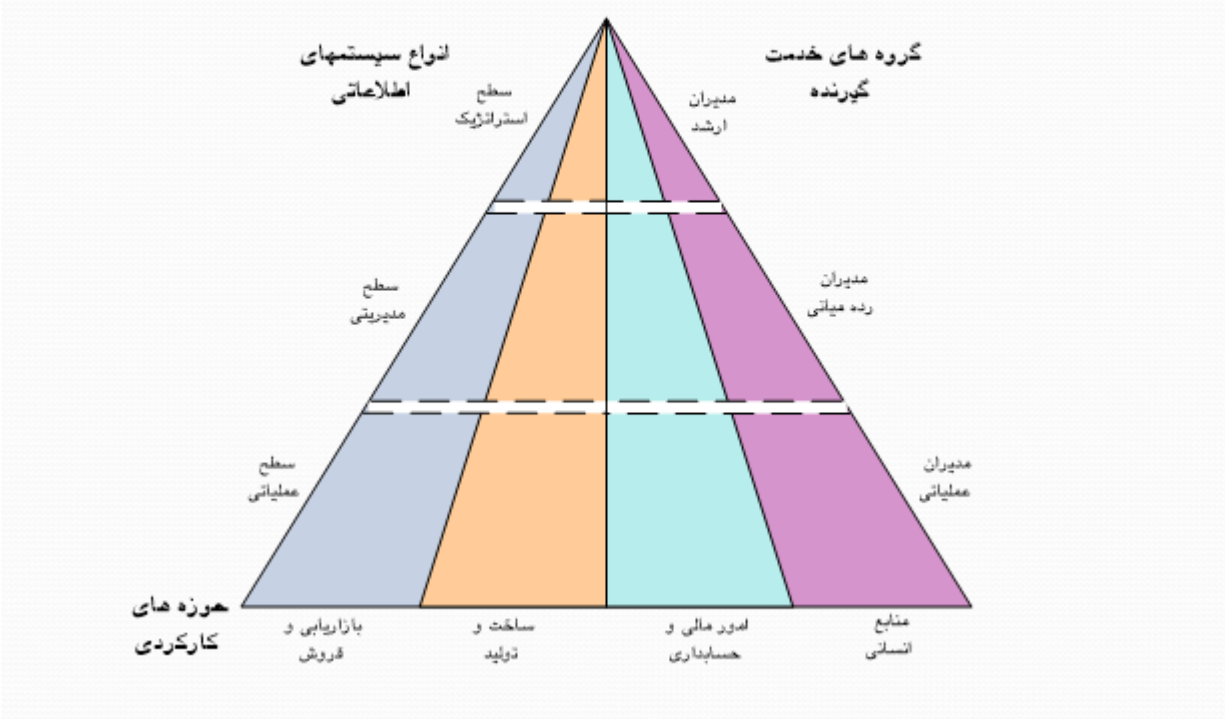 گروه های خدمت
گیرنده
انواع سیستمهای
اطلاعاتی
مدیران
ارشد
سطح
استراتژیک
مدیران
رده میانی
سطح
مدیریتی
مدیران
عملیاتی
سطح
عملیاتی
حوزه های
کارکردی
منابع
انسانی
امور مالی و
حسابداری
ساخت و
تولید
بازاریابی و
فروش